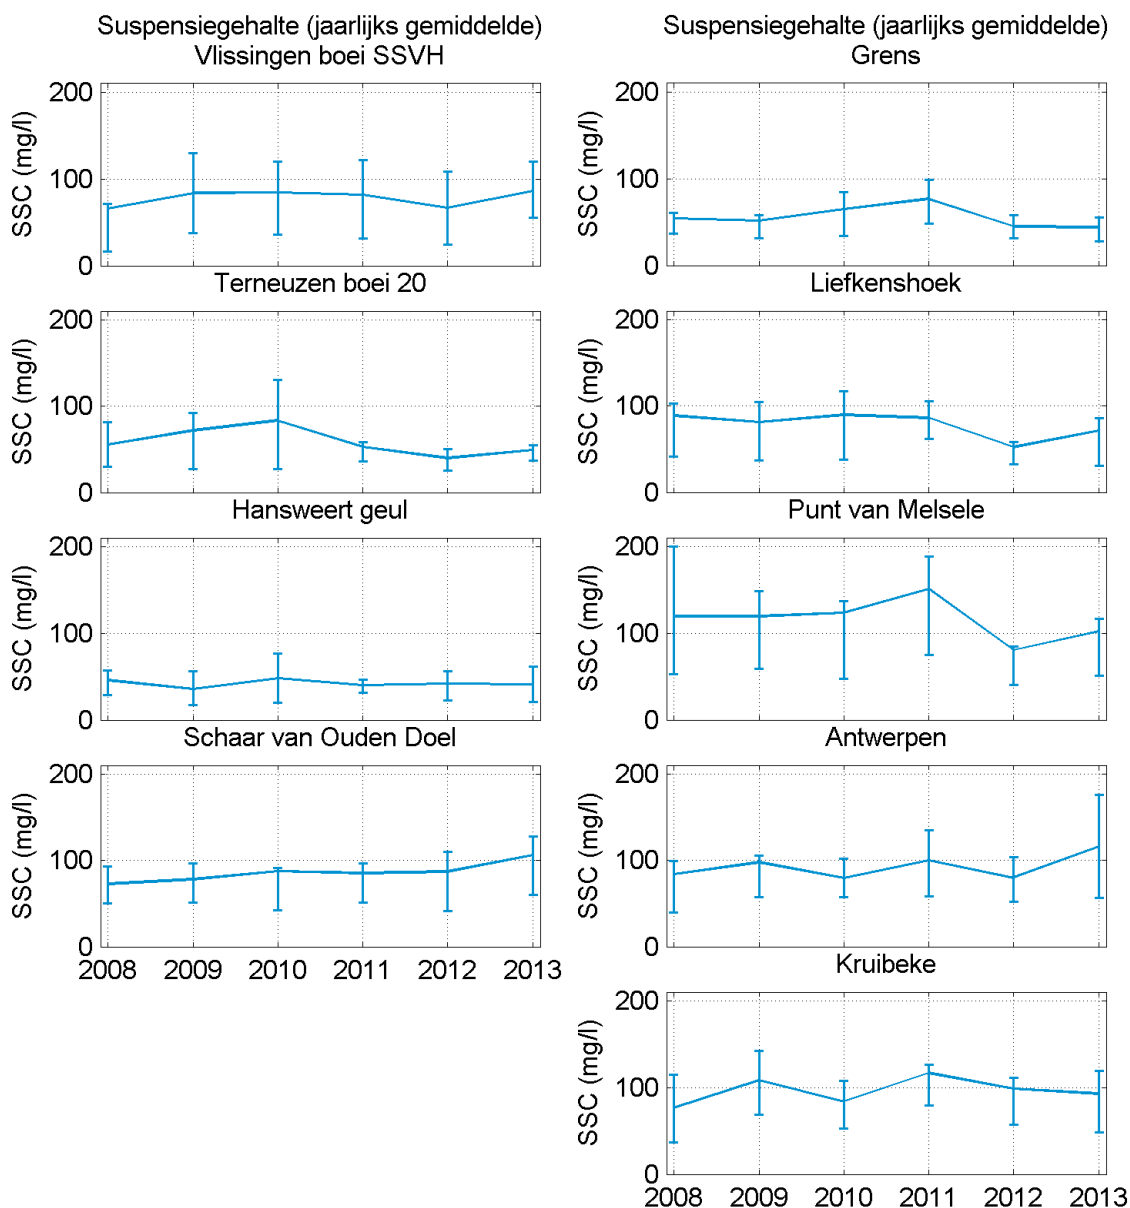 Suspensiegehalte (jaarlijks gemiddelde)
Vlissingen boei SSVH
200
100
0
SSC (mg/l)
Terneuzen boei 20
200
100
0
SSC (mg/l)
Hansweert geul
200
100
0
SSC (mg/l)
Schaar van Ouden Doel
200
100
0
SSC (mg/l)
2008 2009 2010 2011 2012 2013
Suspensiegehalte (jaarlijks gemiddelde)
Grens
200
100
0
SSC (mg/l)
Liefkenshoek
200
100
0
SSC (mg/l)
Punt van Melsele
200
100
0
SSC (mg/l)
Antwerpen
200
100
0
SSC (mg/l)
Kruibeke
200
100
0
SSC (mg/l)
2008 2009 2010 2011 2012 2013